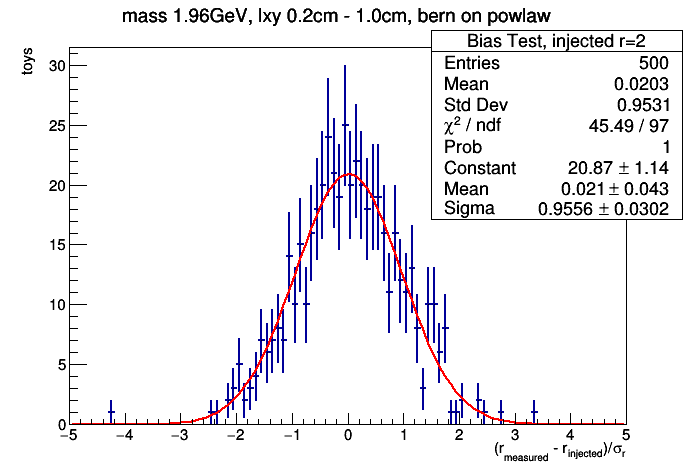 mass 1.96GeV, lxy 0.2cm - 1.0cm, bern on powlaw
Bias Test, injected r=2
Entries 500
Mean 0.0203
Std Dev 0.9531
χ² / ndf 45.49 / 97
Prob 1
Constant 20.87 ± 1.14
Mean 0.021 ± 0.043
Sigma 0.9556 ± 0.0302
toys
30
25
20
15
10
5
0
−5 −4 −3 −2 −1 0 1 2 3 4 5
(r_measured - r_injected)/σ_r